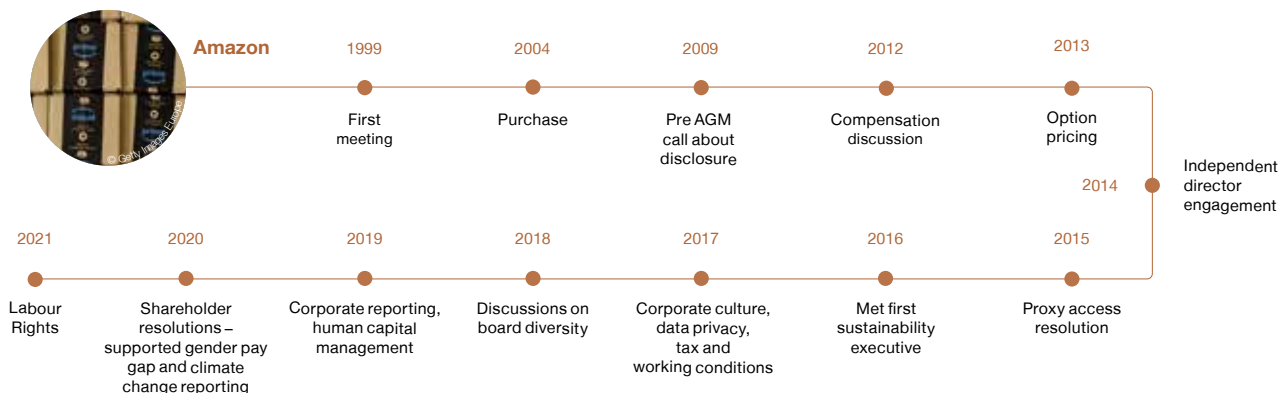 Amazon
1999
First
meeting
2004
Purchase
2009
Pre AGM
call about
disclosure
2012
Compensation
discussion
2013
Option
pricing
2014
Independent
director
engagement
2015
Proxy access
resolution
2016
Met first
sustainability
executive
2017
Corporate culture,
data privacy,
tax and
working conditions
2018
Discussions on
board diversity
2019
Corporate reporting,
human capital
management
2020
Shareholder
resolutions –
supported gender pay
gap and climate
change reporting
2021
Labour
Rights
© Getty Images Europe